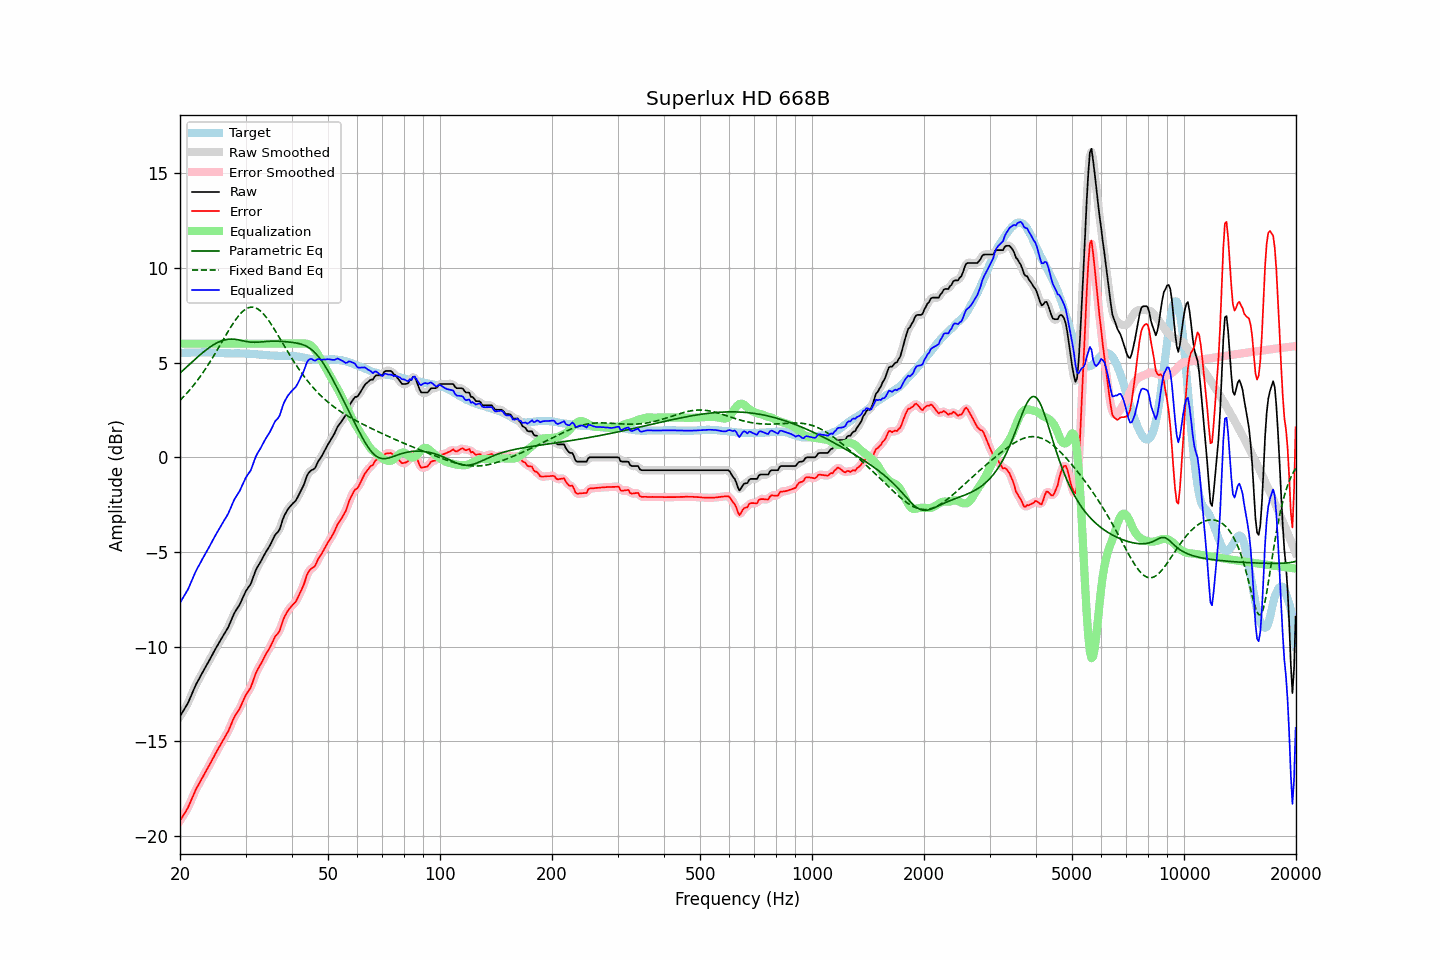 Superlux HD 668B
Target
Raw Smoothed
Error Smoothed
Raw
Error
Equalization
Parametric Eq
Fixed Band Eq
Equalized
Amplitude (dBr)
15
10
5
0
−5
−10
−15
−20
20
50
100
200
500
1000
2000
5000
10000
20000
Frequency (Hz)